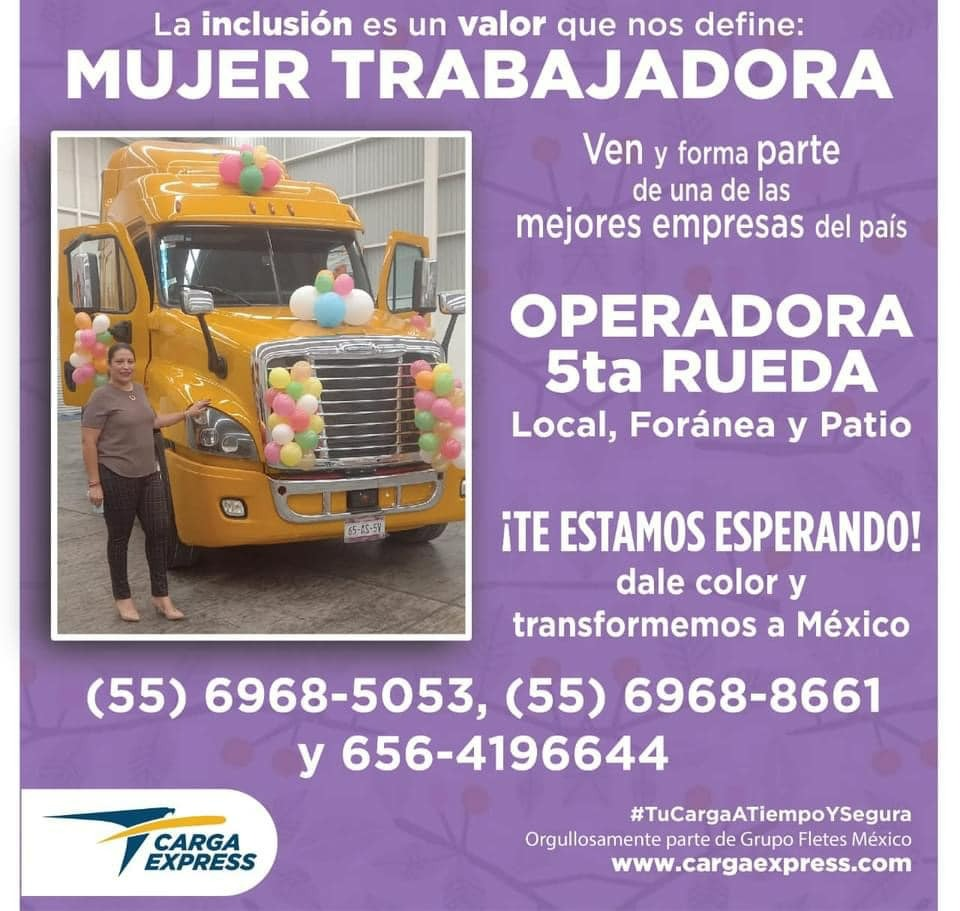 La inclusión es un valor que nos define:
MUJER TRABAJADORA
Ven y forma parte
de una de las
mejores empresas del país
OPERADORA
5ta RUEDA
Local, Foránea y Patio
¡TE ESTAMOS ESPERANDO!
dale color y
transformemos a México
65-AS-5V
(55) 6968-5053, (55) 6968-8661
y 656-4196644
CARGA
EXPRESS
#TuCargaATiempoYSegura
Orgullosamente parte de Grupo Fletes México
www.cargaexpress.com